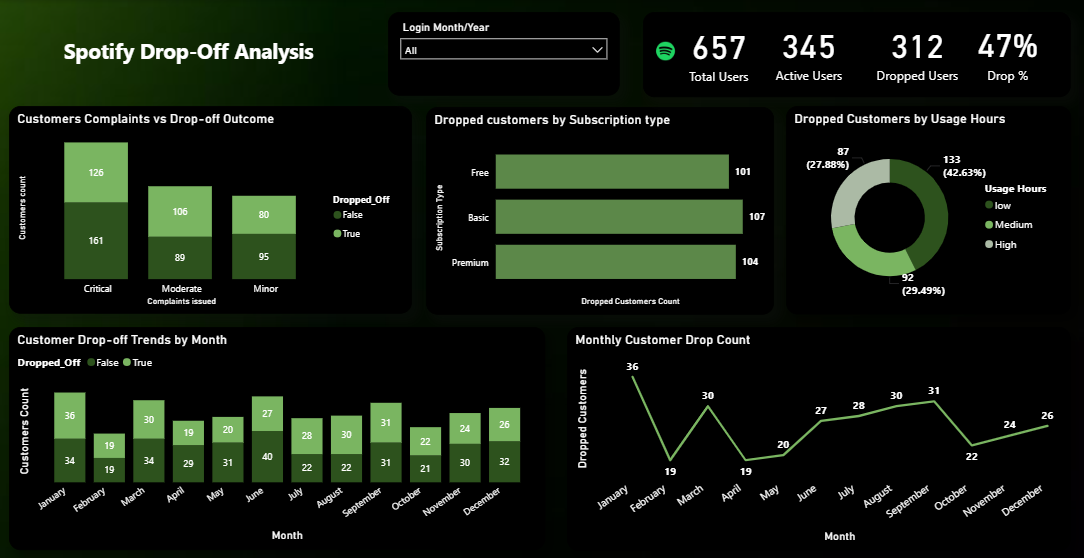 Spotify Drop-Off Analysis
Login Month/Year
All
657
Total Users
345
Active Users
312
Dropped Users
47%
Drop %
Customers Complaints vs Drop-off Outcome
Customers count
126
161
106
89
80
95
Critical
Moderate
Minor
Complaints issued
Dropped_Off
False
True
Dropped customers by Subscription type
Subscription Type
Free
101
Basic
107
Premium
104
Dropped Customers Count
Dropped Customers by Usage Hours
87
(27.88%)
133
(42.63%)
92
(29.49%)
Usage Hours
low
Medium
High
Customer Drop-off Trends by Month
Dropped_Off False True
Customers Count
36 19 30 19 20 27 28 30 31 22 24 26
34 19 34 29 31 40 22 22 31 21 30 32
January February March April May June July August September October November December
Month
Monthly Customer Drop Count
Dropped Customers
36 19 30 19 20 27 28 30 31 22 24 26
January February March April May June July August September October November December
Month